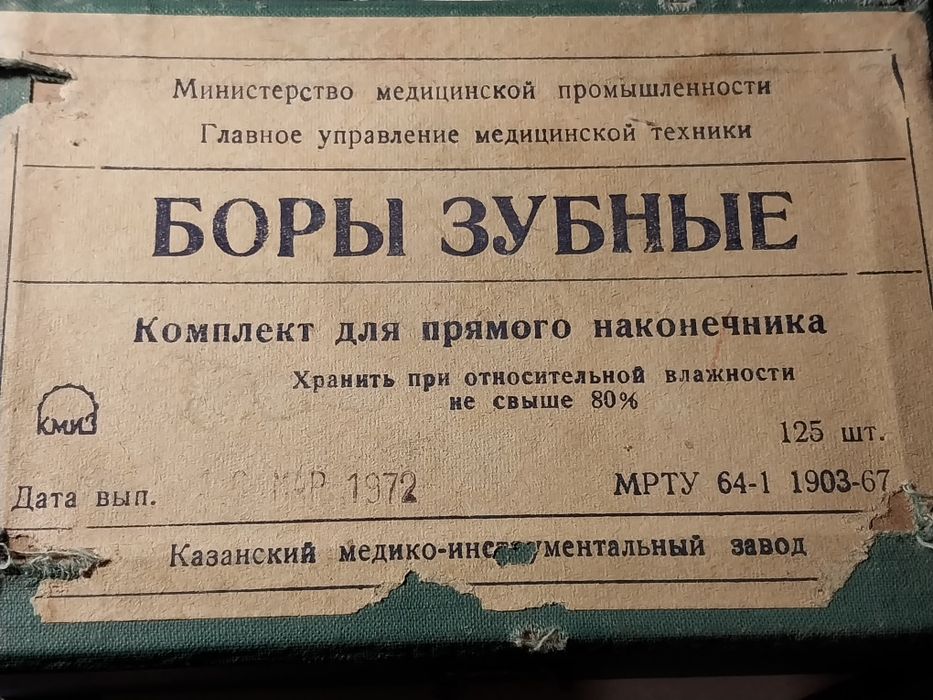 Министерство медицинской промышленности
Главное управление медицинской техники
БОРЫ ЗУБНЫЕ
Комплект для прямого наконечника
Хранить при относительной влажности
не свыше 80%
КМИЗ
125 шт.
Дата вып. МАР 1972 МРТУ 64-1 1903-67
Казанский медико-инструментальный завод